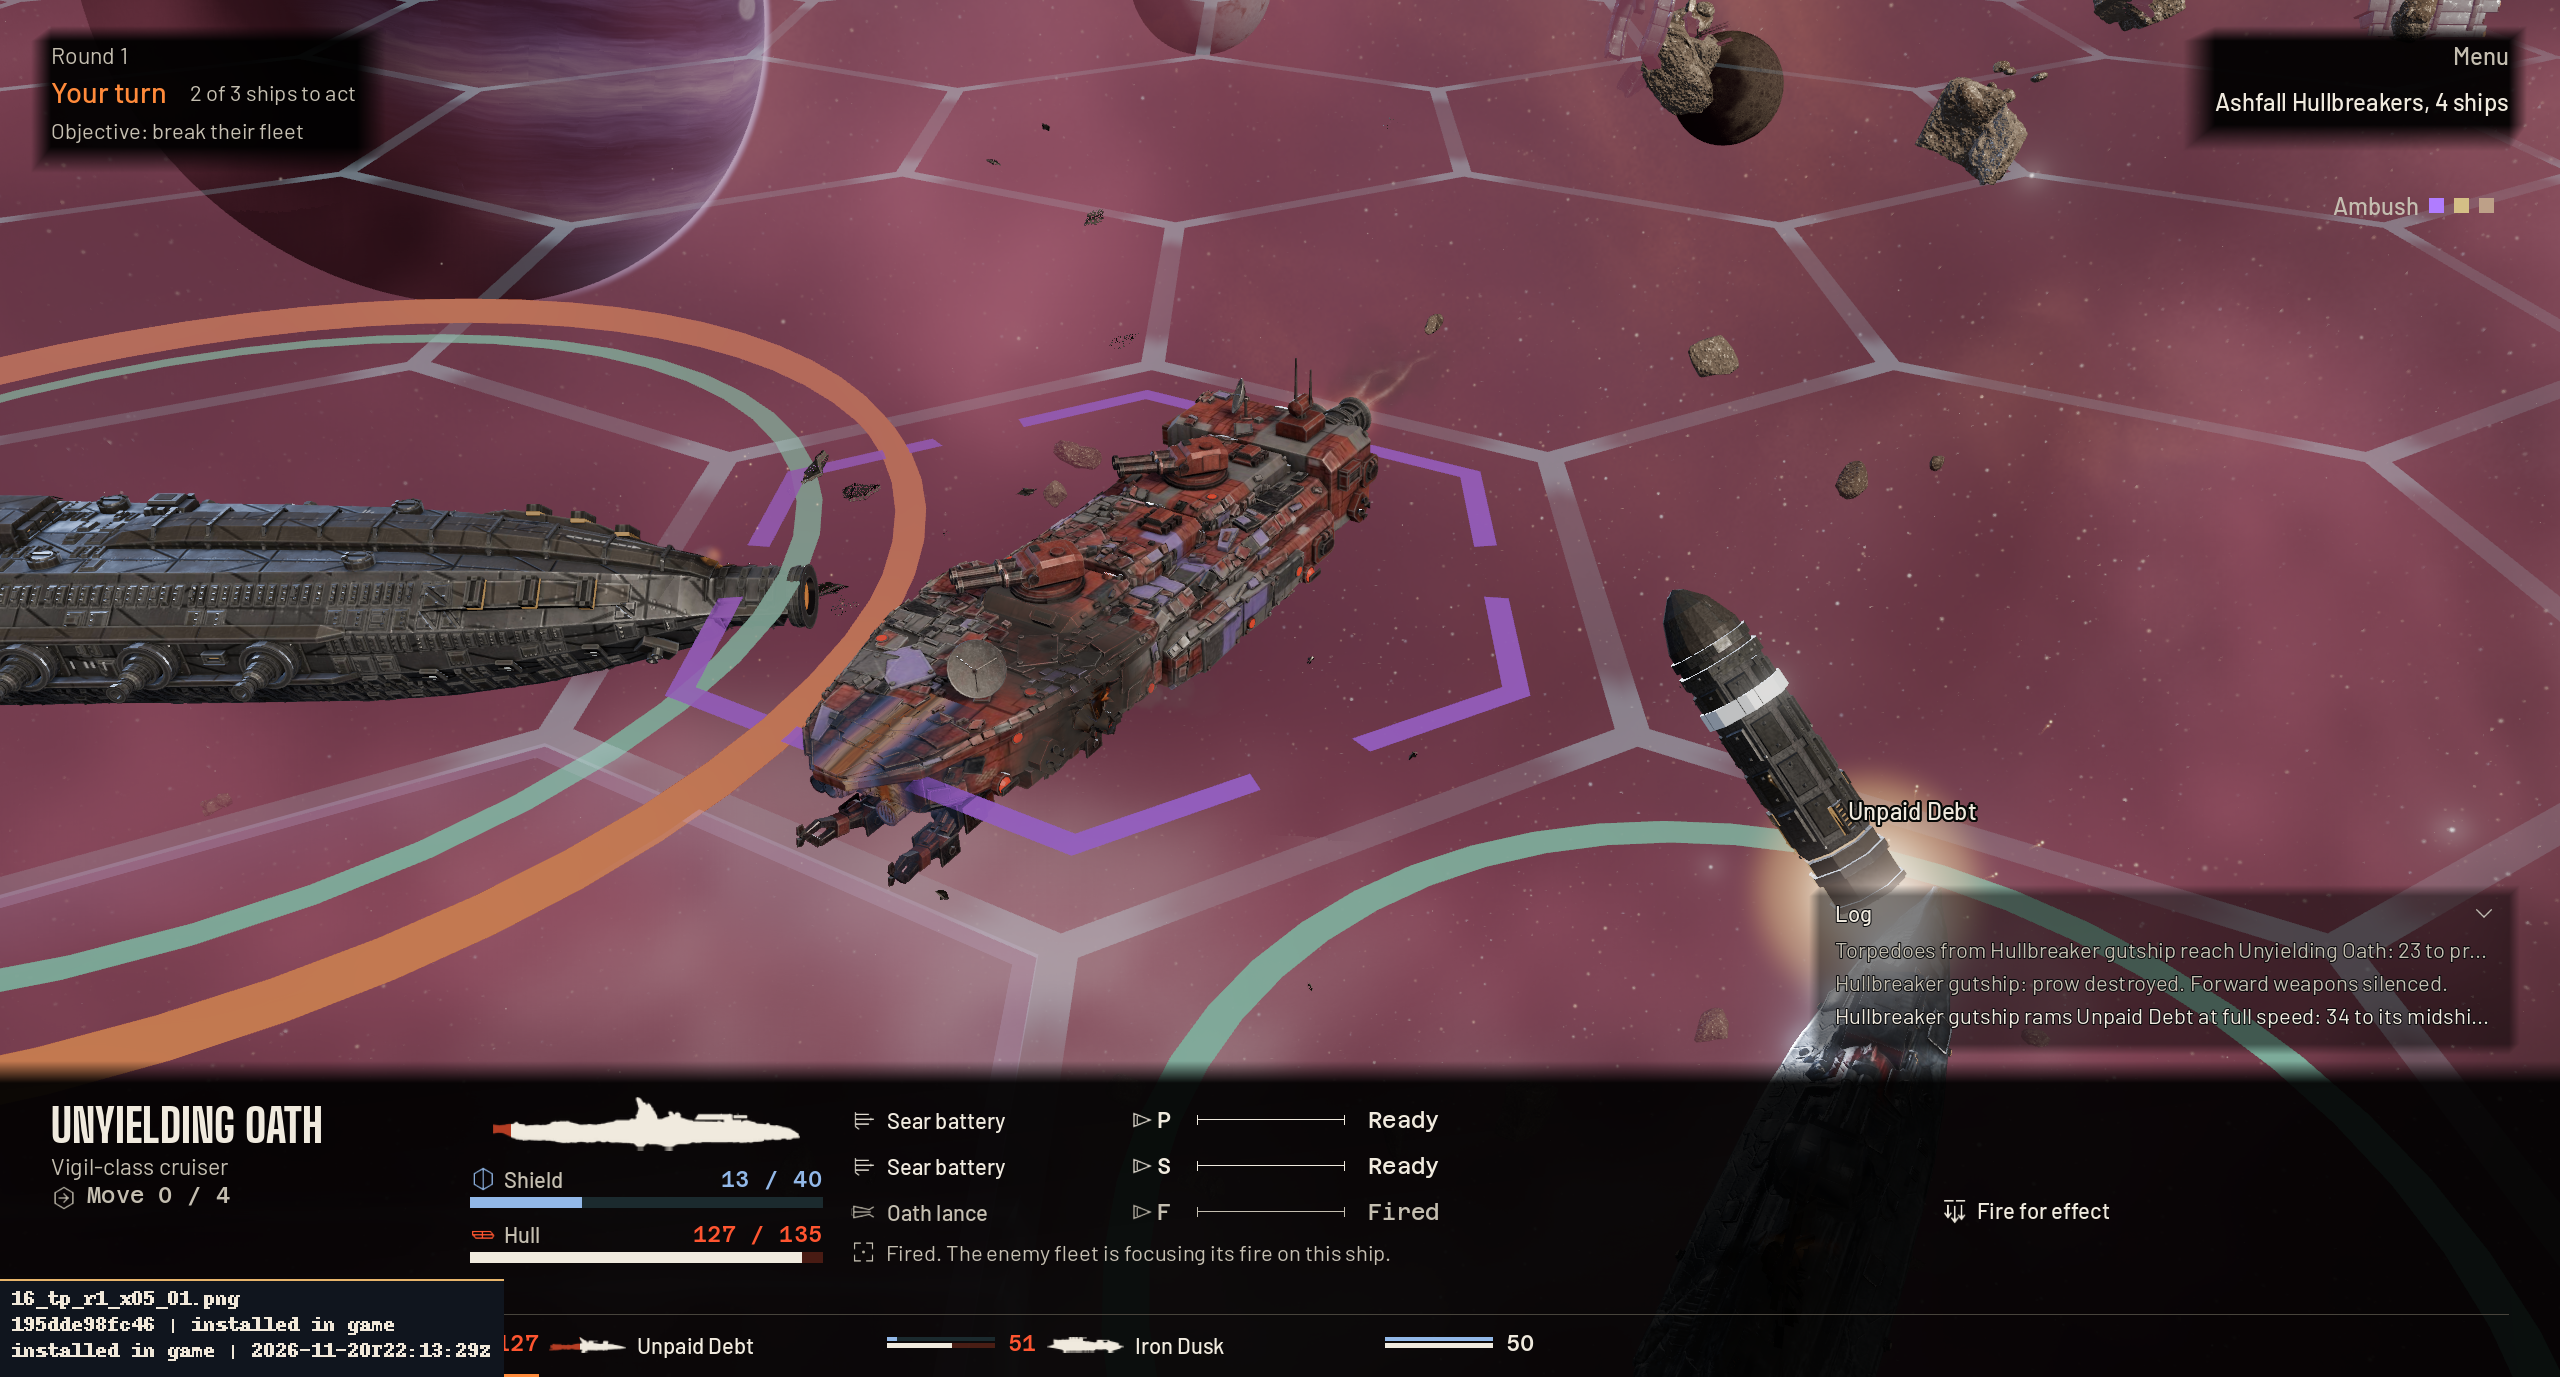 Round 1
Your turn 2 of 3 ships to act
Objective: break their fleet
Menu
Ashfall Hullbreakers, 4 ships
Ambush
Unpaid Debt
Log
Torpedoes from Hullbreaker gutship reach Unyielding Oath: 23 to pr...
Hullbreaker gutship: prow destroyed. Forward weapons silenced.
Hullbreaker gutship rams Unpaid Debt at full speed: 34 to its midshi...
UNYIELDING OATH
Vigil-class cruiser
Move 0 / 4
Shield 13 / 40
Hull 127 / 135
Sear battery P Ready
Sear battery S Ready
Oath lance F Fired
Fired. The enemy fleet is focusing its fire on this ship.
Fire for effect
16_tp_r1_x05_01.png
195dde98fc46 | installed in game
installed in game | 2026-11-20T22:13:29Z
127 Unpaid Debt 51 Iron Dusk 50